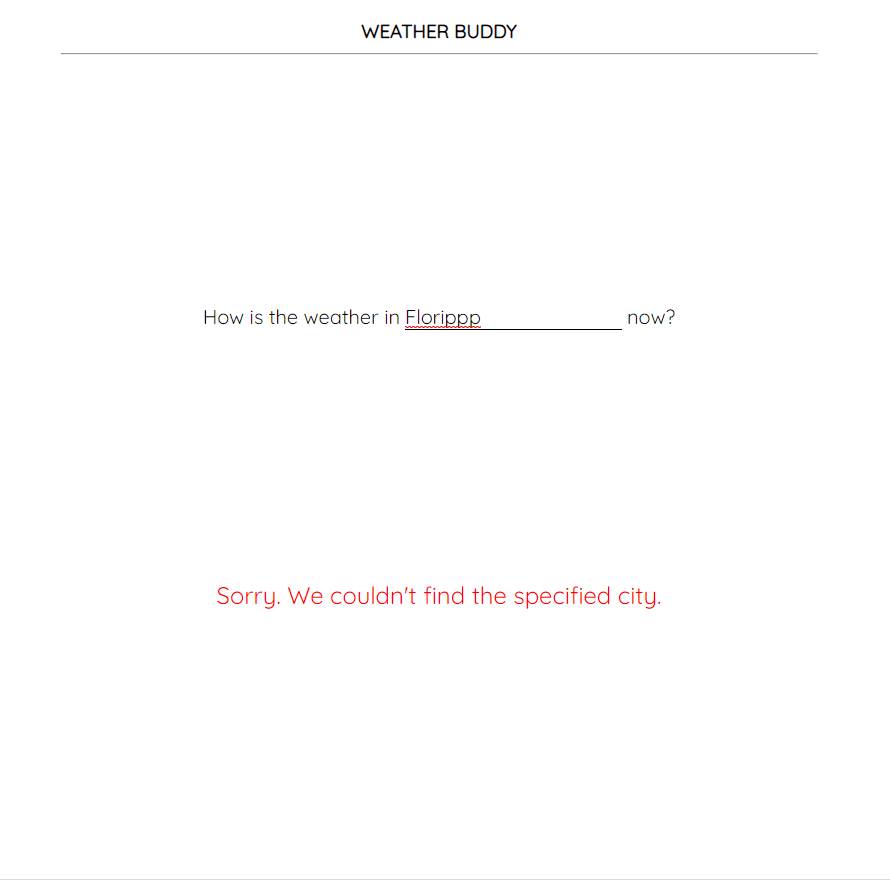 WEATHER BUDDY
How is the weather in Florippp now?
Sorry. We couldn't find the specified city.